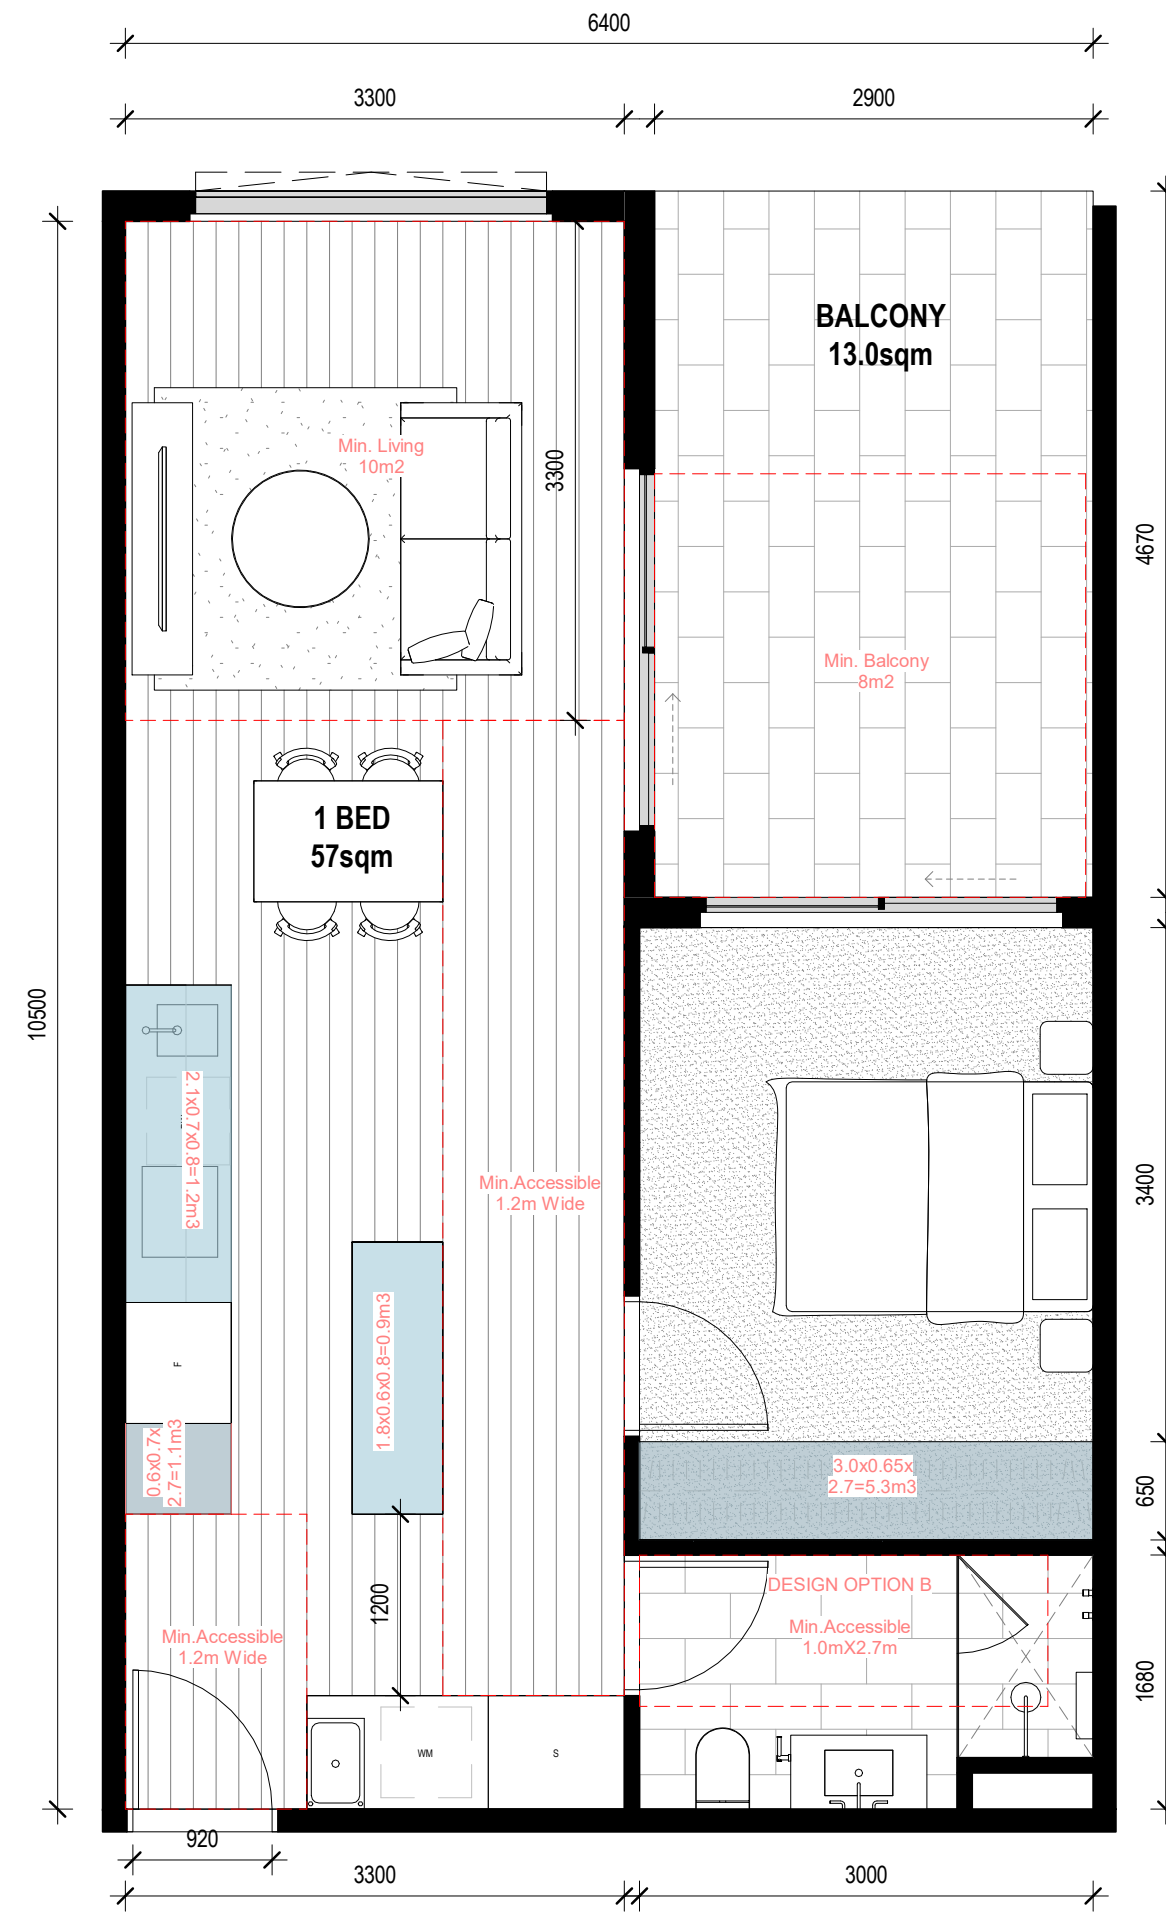 6400
3300
2900
BALCONY
13.0sqm
Min. Living
10m2
3300
4670
Min. Balcony
8m2
1 BED
57sqm
10500
2.1x0.7x0.8=1.2m3
Min.Accessible
1.2m Wide
3400
F
1.8x0.6x0.8=0.9m3
0.6x0.7x
2.7=1.1m3
3.0x0.65x
2.7=5.3m3
650
1200
DESIGN OPTION B
Min.Accessible
1.0mX2.7m
Min.Accessible
1.2m Wide
1680
WM
S
920
3300
3000